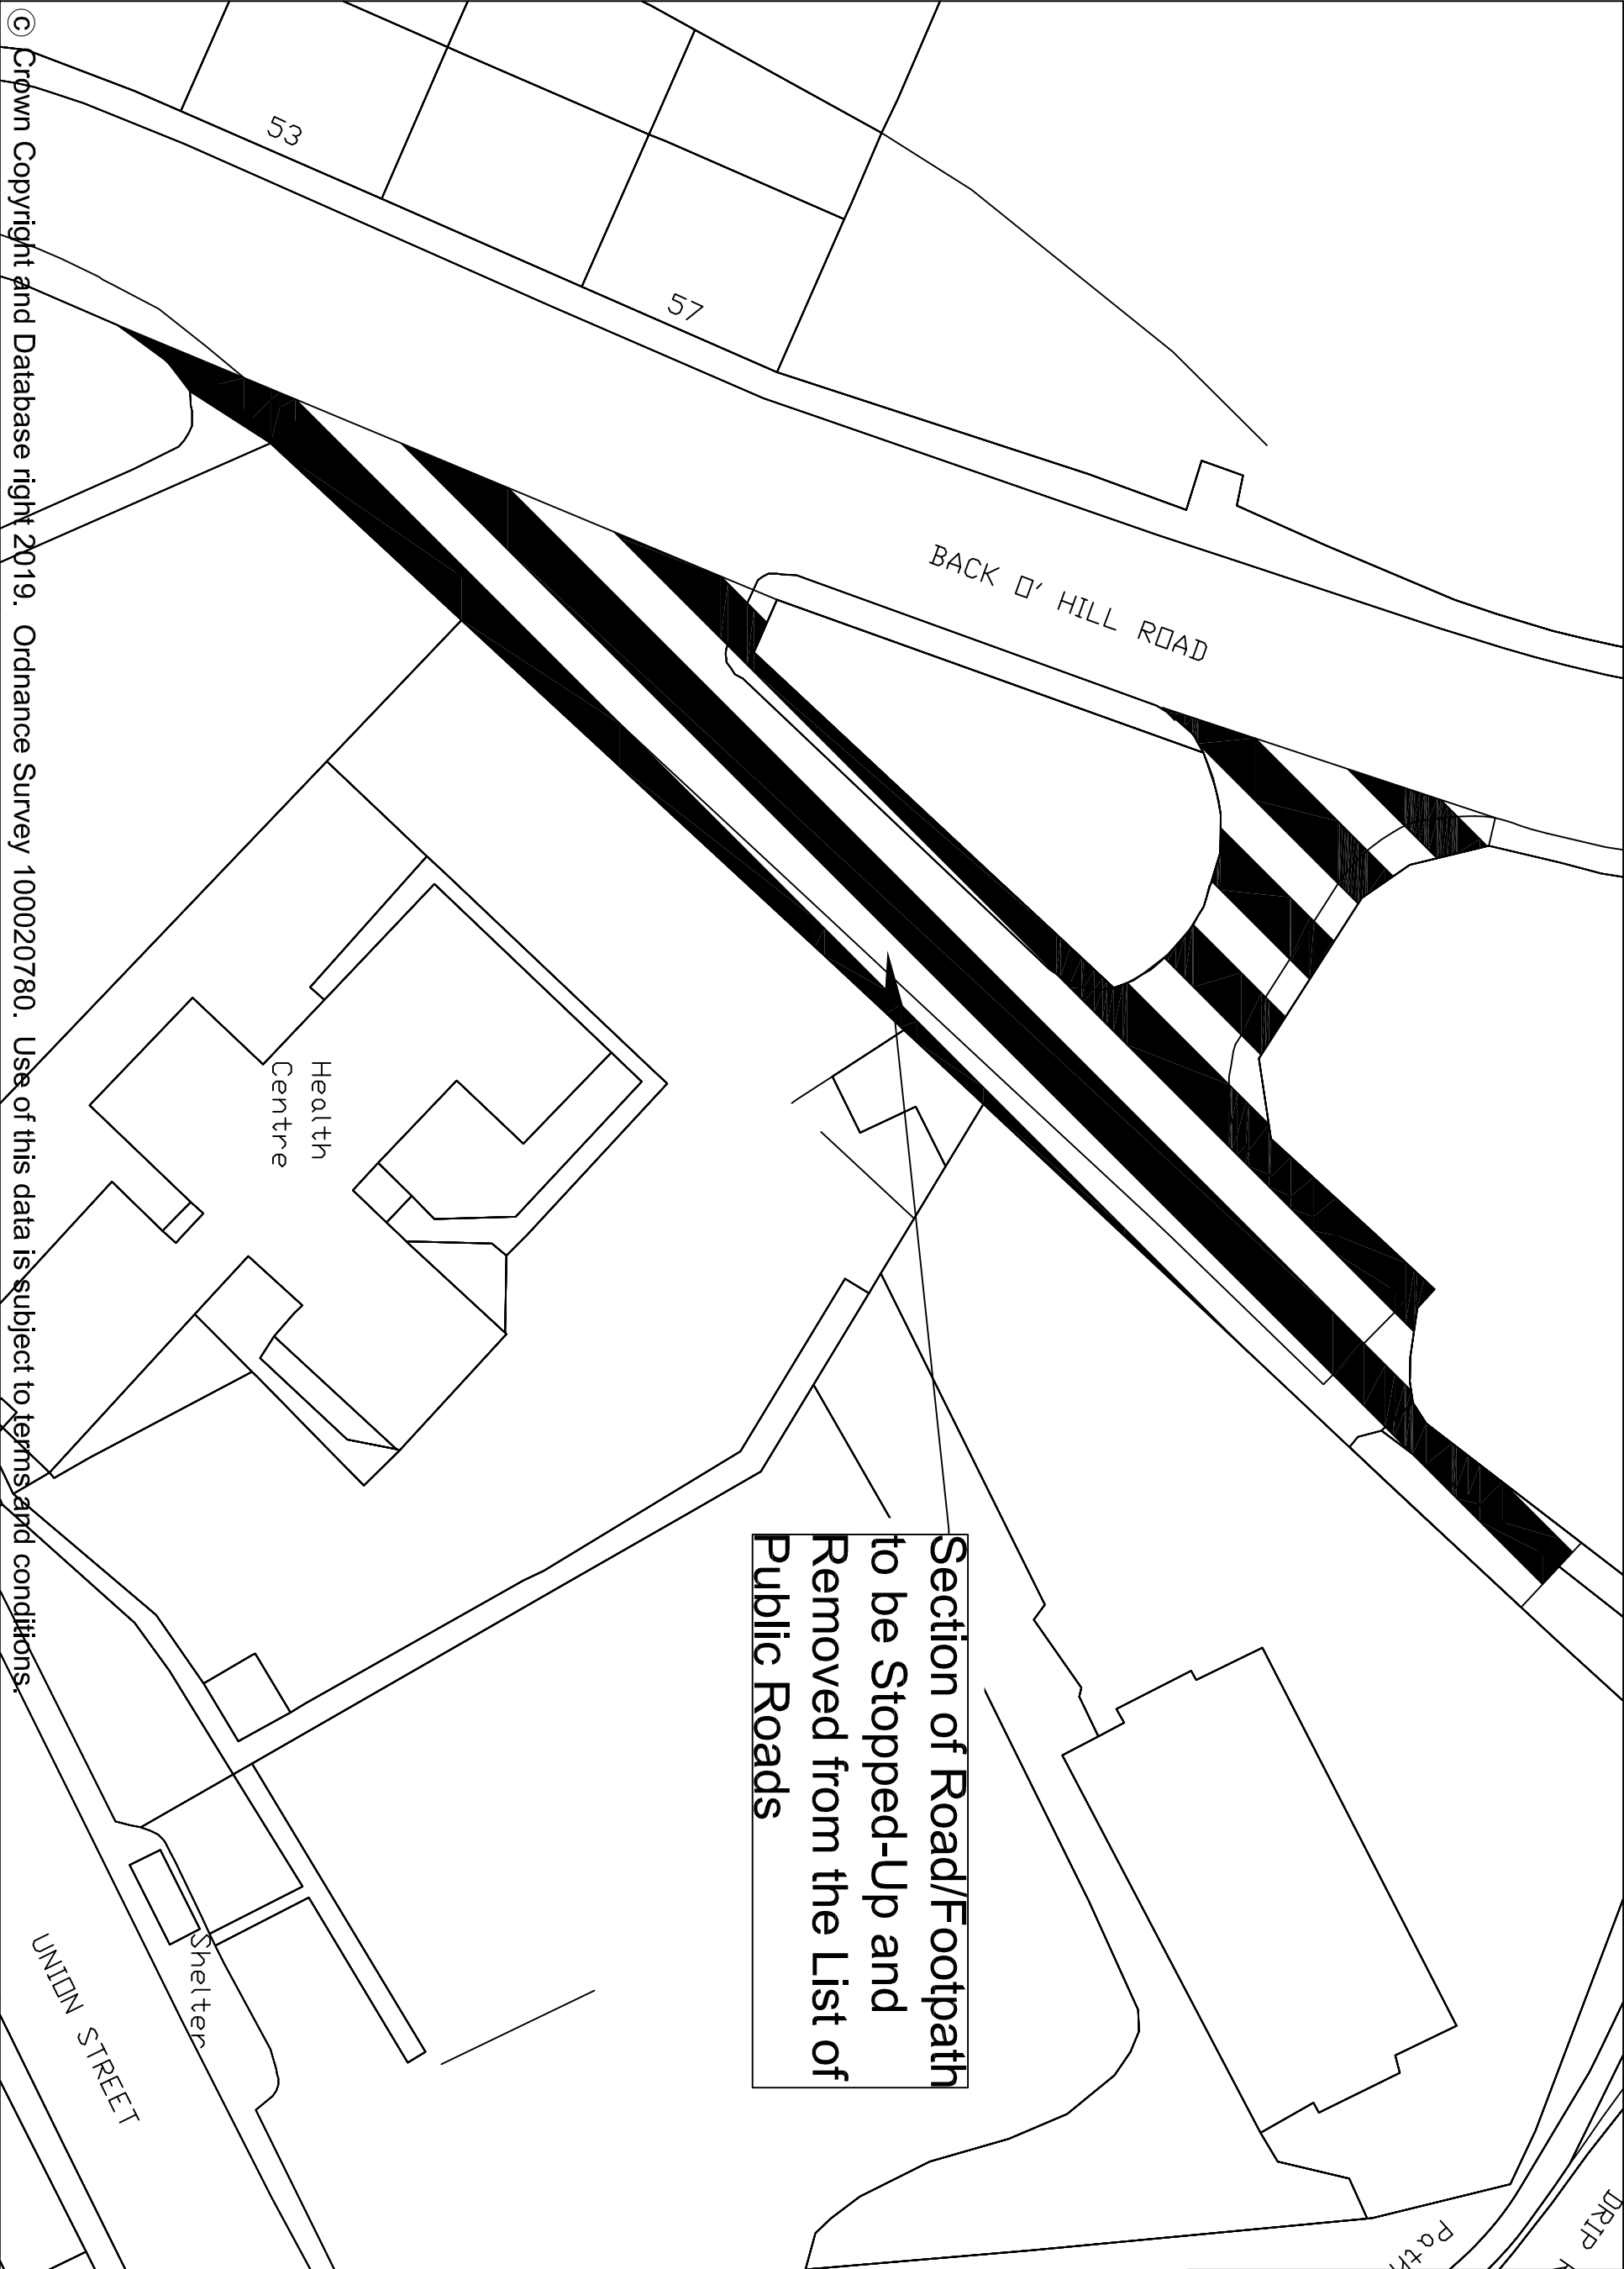 53
57
BACK O' HILL ROAD
Health
Centre
Section of Road/Footpath
to be Stopped-Up and
Removed from the List of
Public Roads
Shelter
UNION STREET
Path
DRIP
© Crown Copyright and Database right 2019. Ordnance Survey 100020780. Use of this data is subject to terms and conditions.